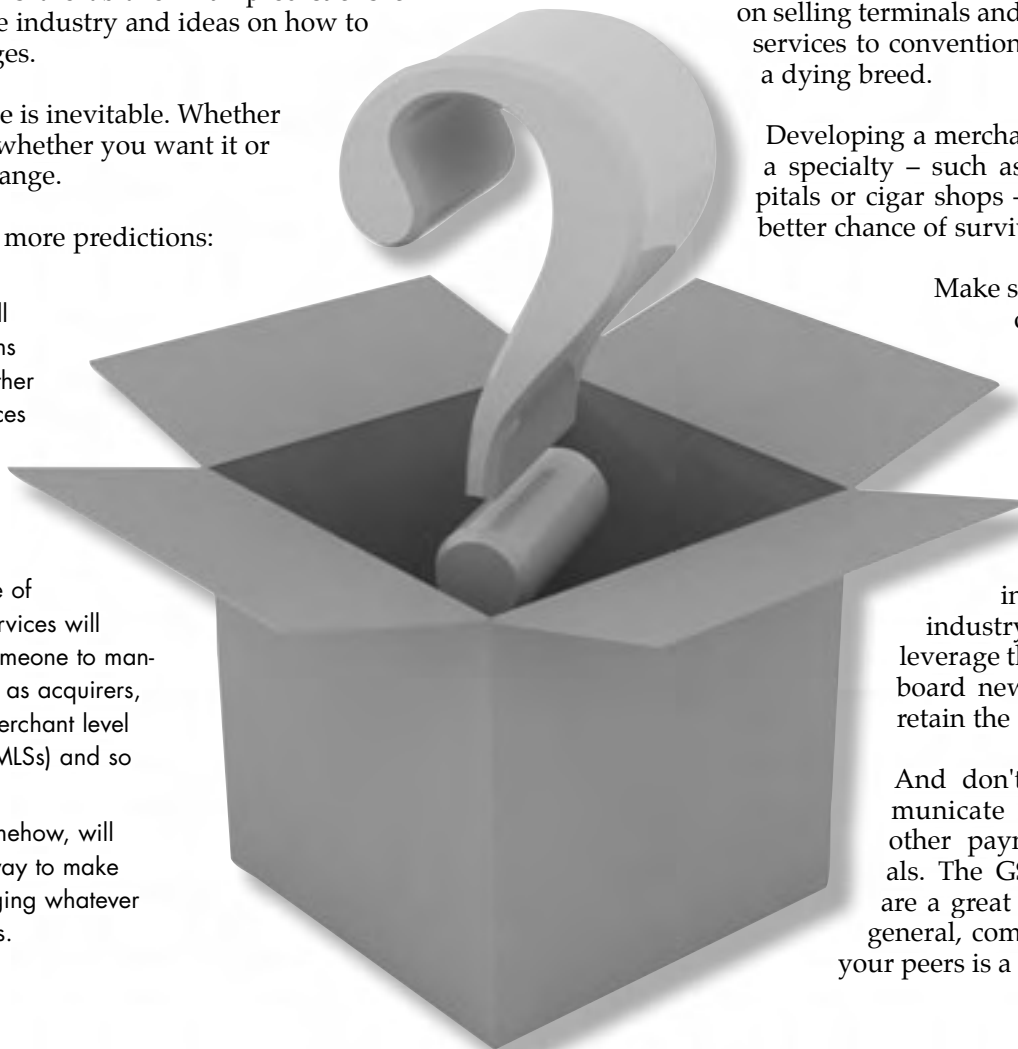 e industry and ideas on how to
ges.
e is inevitable. Whether
whether you want it or
ange.
more predictions:
ll
ns
her
ces
e of
rvices will
meone to man-
as acquirers,
erchant level
MLSs) and so
mehow, will
vay to make
ging whatever
s.
on selling terminals and
services to convention
a dying breed.
Developing a mercha
a specialty – such as
pitals or cigar shops –
better chance of surviv
Make s
in
industry
leverage th
board new
retain the
And don't
municate
other payr
als. The GS
are a great
general, com
your peers is a